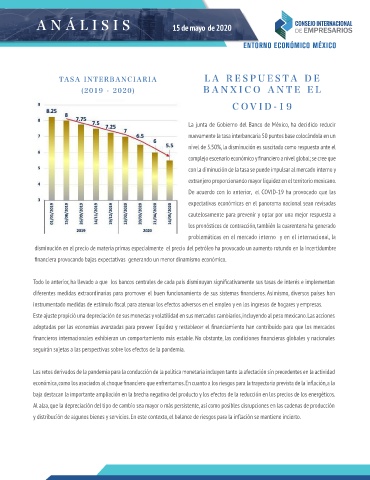 ANÁLISIS
15 de mayo de 2020
CONSEJO INTERNACIONAL
DE EMPRESARIOS
ENTORNO ECONÓMICO MÉXICO
TASA INTERBANCIARIA
(2019 - 2020)
9
8
7
6
5
4
3
8.25
8
7.75
7.5
7.25
7
6.5
6
5.5
2019
2020
LA RESPUESTA DE
BANXICO ANTE EL
COVID-19
La junta de Gobierno del Banco de México, ha decidico reducir
nuevamente la tasa interbancaria 50 puntos base colocándola en un
nivel de 5.50%, la disminución es suscitada como respuesta ante el
complejo escenario económico y financiero a nivel global; se cree que
con la disminución de la tasa se puede impulsar al mercado interno y
extranjero proporcionando mayor liquidez en el territorio mexicano.
De acuerdo con lo anterior, el COVID-19 ha provocado que las
expectativas económicas en el panorama nacional sean revisadas
cautelosamente para prevenir y optar por una mejor respuesta a
los pronósticos de contracción, también la cuarentena ha generado
problemáticas en el mercado interno y en el internacional, la
disminución en el precio de materia primas especialmente el precio del petróleo ha provocado un aumento rotundo en la incertidumbre
financiera provocando bajas expectativas generando un menor dinamismo económico.
Todo lo anterior, ha llevado a que los bancos centrales de cada país disminuyan significativamente sus tasas de interés e implementan
diferentes medidas extraordinarias para promover el buen funcionamiento de sus sistemas financieros. Asimismo, diversos países han
instrumentado medidas de estímulo fiscal para atenuar los efectos adversos en el empleo y en los ingresos de hogares y empresas.
Este ajuste propició una depreciación de sus monedas y volatilidad en sus mercados cambiarios, incluyendo al peso mexicano. Las acciones
adoptadas por las economías avanzadas para proveer liquidez y restablecer el financiamiento han contribuido para que los mercados
financieros internacionales exhibieran un comportamiento más estable. No obstante, las condiciones financieras globales y nacionales
seguirán sujetas a las perspectivas sobre los efectos de la pandemia.
Los retos derivados de la pandemia para la conducción de la política monetaria incluyen tanto la afectación sin precedentes en la actividad
económica, como los asociados al choque financiero que enfrentamos. En cuanto a los riesgos para la trayectoria prevista de la inflación, a la
baja destacan la importante ampliación en la brecha negativa del producto y los efectos de la reducción en los precios de los energéticos.
Al alza, que la depreciación del tipo de cambio sea mayor o más persistente, así como posibles disrupciones en las cadenas de producción
y distribución de algunos bienes y servicios. En este contexto, el balance de riesgos para la inflación se mantiene incierto.